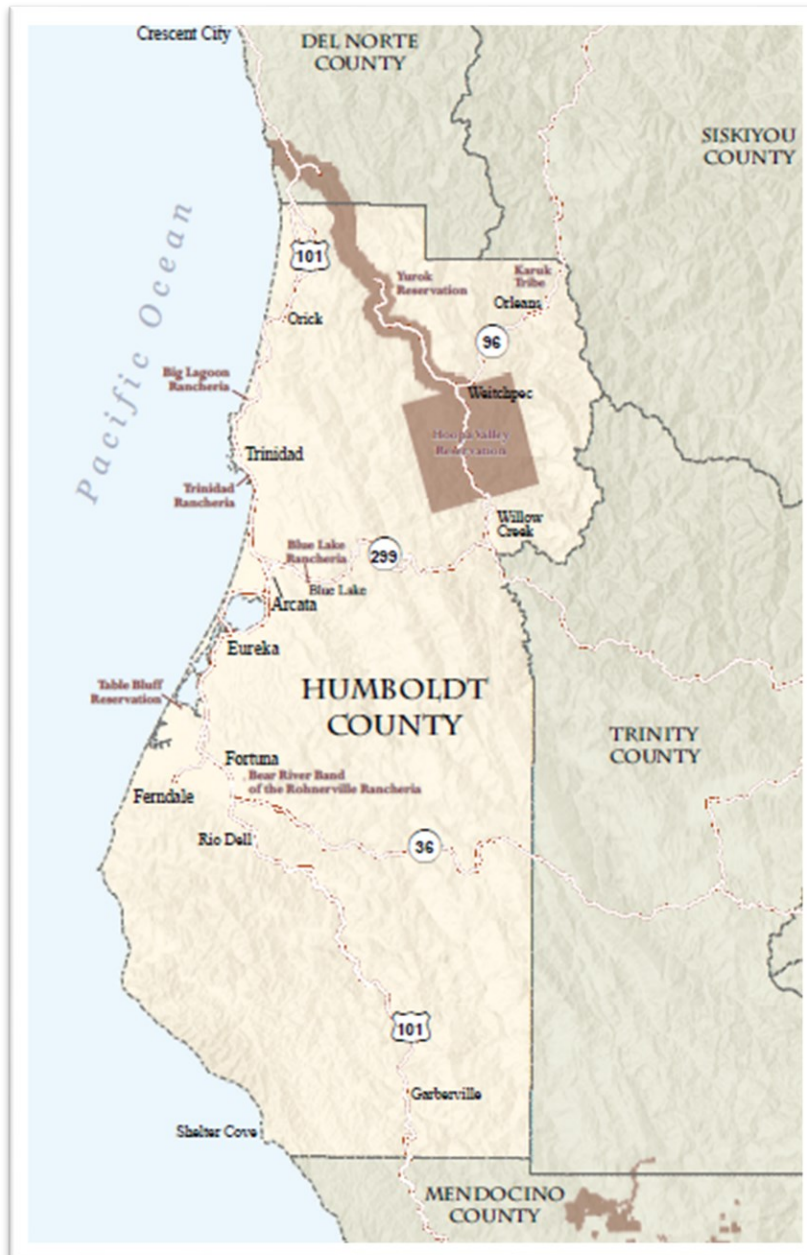 Crescent City
DEL NORTE
COUNTY
SISKIYOU
COUNTY
Pacific Ocean
101
Yurok
Reservation
Karuk
Tribe
Orleans
Orick
96
Big Lagoon
Rancheria
Weitchpec
Hoopa Valley
Reservation
Trinidad
Trinidad
Rancheria
Willow
Creek
Blue Lake
Rancheria
299
Blue Lake
Arcata
Eureka
Table Bluff
Reservation
HUMBOLDT
COUNTY
TRINITY
COUNTY
Fortuna
Bear River Band
of the Rohnerville Rancheria
Ferndale
Rio Dell
36
101
Garberville
Shelter Cove
MENDOCINO
COUNTY